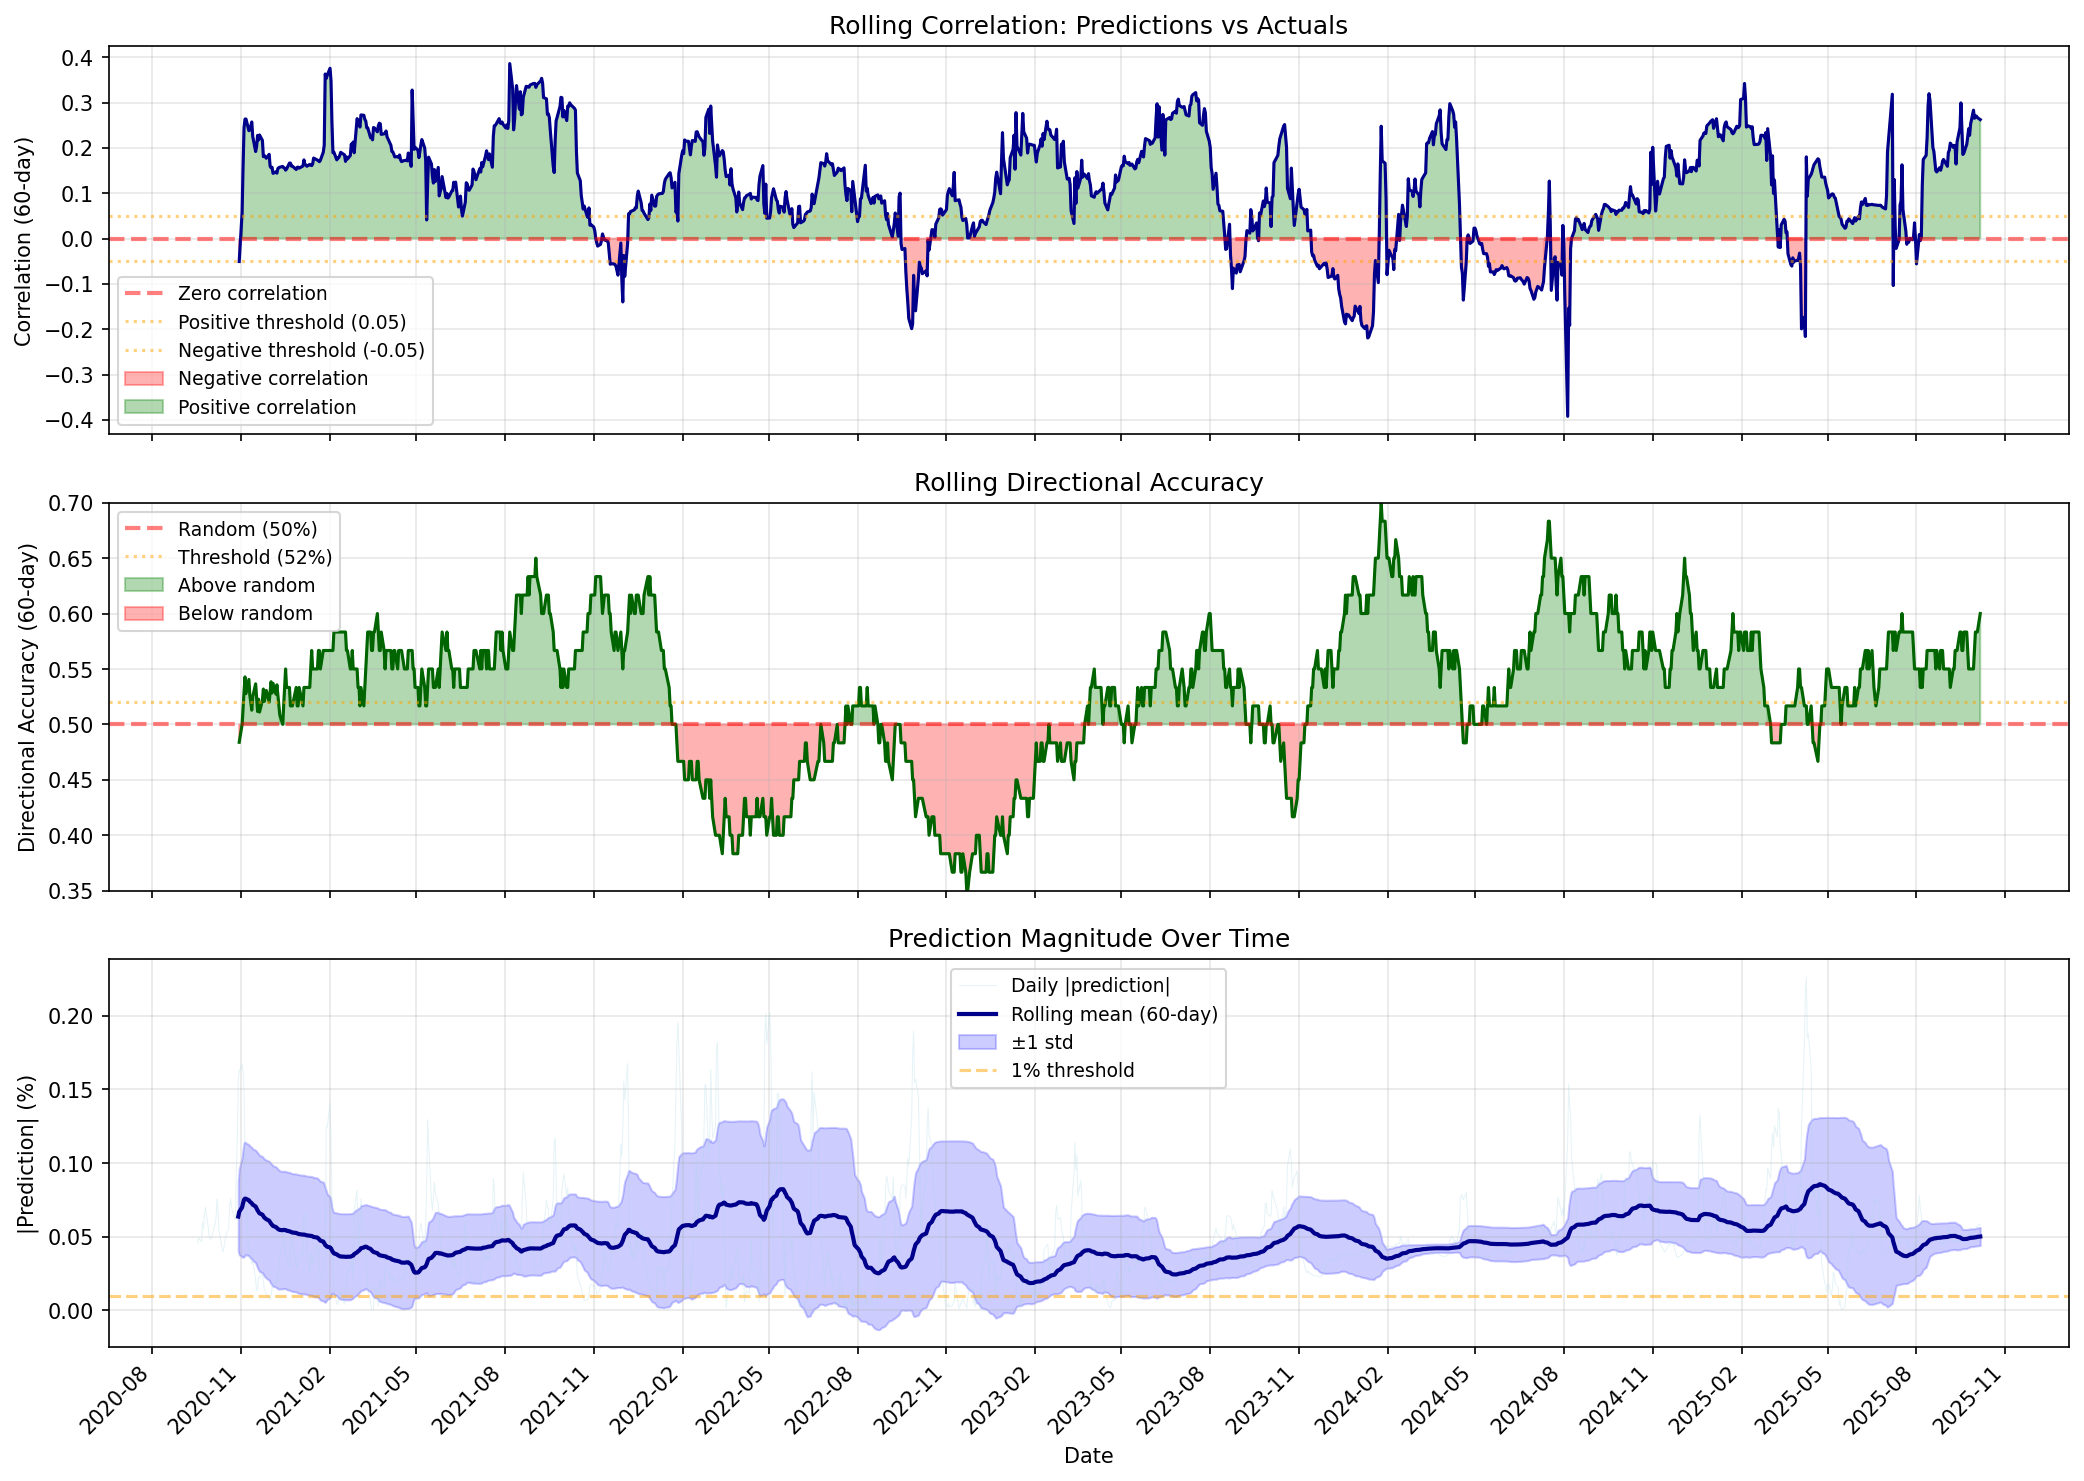 Rolling Correlation: Predictions vs Actuals
Correlation (60-day)
0.4
0.3
0.2
0.1
0.0
−0.1
−0.2
−0.3
−0.4
Zero correlation
Positive threshold (0.05)
Negative threshold (-0.05)
Negative correlation
Positive correlation
Rolling Directional Accuracy
Directional Accuracy (60-day)
0.70
0.65
0.60
0.55
0.50
0.45
0.40
0.35
Random (50%)
Threshold (52%)
Above random
Below random
Prediction Magnitude Over Time
|Prediction| (%)
0.20
0.15
0.10
0.05
0.00
Daily |prediction|
Rolling mean (60-day)
±1 std
1% threshold
2020-08
2020-11
2021-02
2021-05
2021-08
2021-11
2022-02
2022-05
2022-08
2022-11
2023-02
2023-05
2023-08
2023-11
2024-02
2024-05
2024-08
2024-11
2025-02
2025-05
2025-08
2025-11
Date